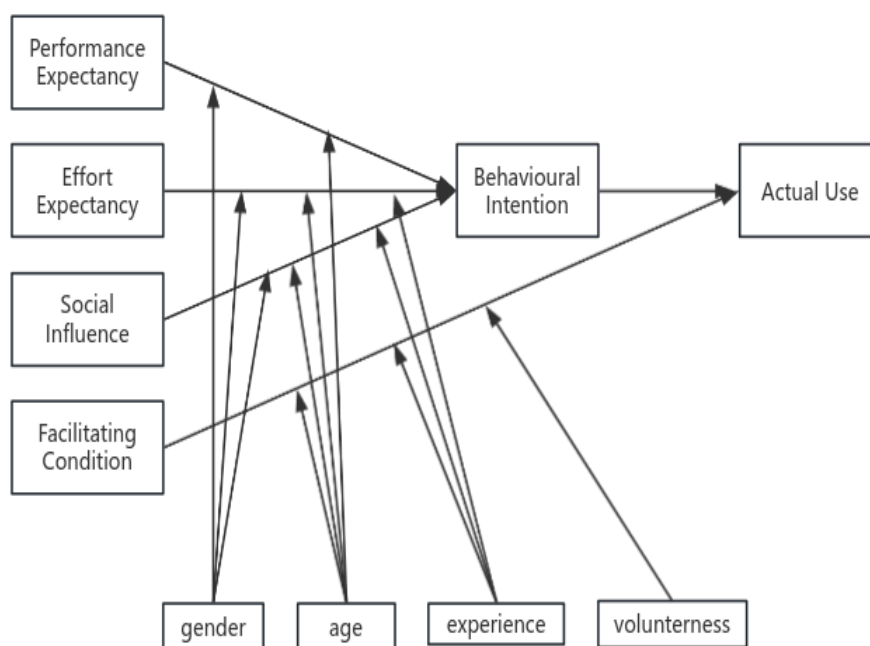 Performance
Expectancy
Effort
Expectancy
Behavioural
Intention
Actual Use
Social
Influence
Facilitating
Condition
gender
age
experience
volunterness